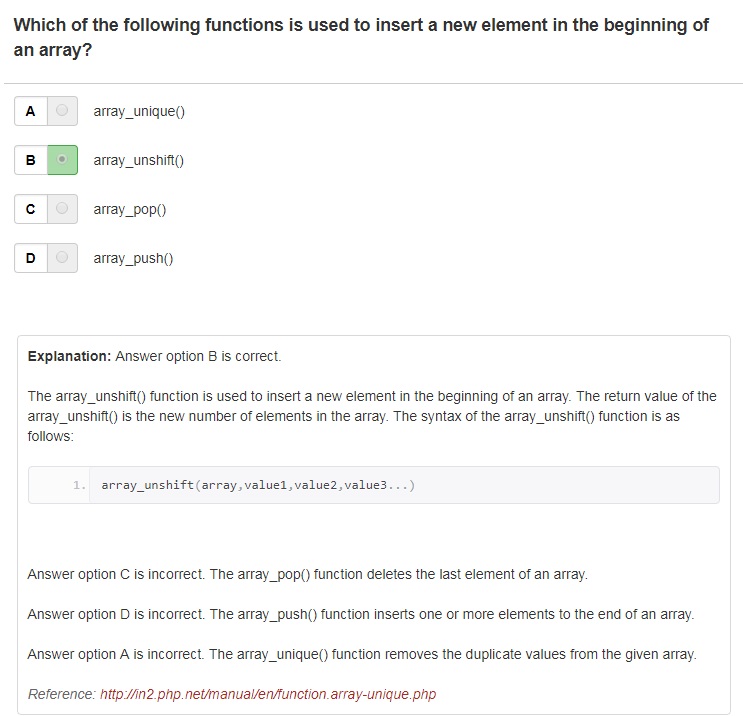 Which of the following functions is used to insert a new element in the beginning of
an array?
A array_unique()
B array_unshift()
C array_pop()
D array_push()
Explanation: Answer option B is correct.
The array_unshift() function is used to insert a new element in the beginning of an array. The return value of the
array_unshift() is the new number of elements in the array. The syntax of the array_unshift() function is as
follows:
1. array_unshift(array,value1,value2,value3...)
Answer option C is incorrect. The array_pop() function deletes the last element of an array.
Answer option D is incorrect. The array_push() function inserts one or more elements to the end of an array.
Answer option A is incorrect. The array_unique() function removes the duplicate values from the given array.
Reference: http://in2.php.net/manual/en/function.array-unique.php